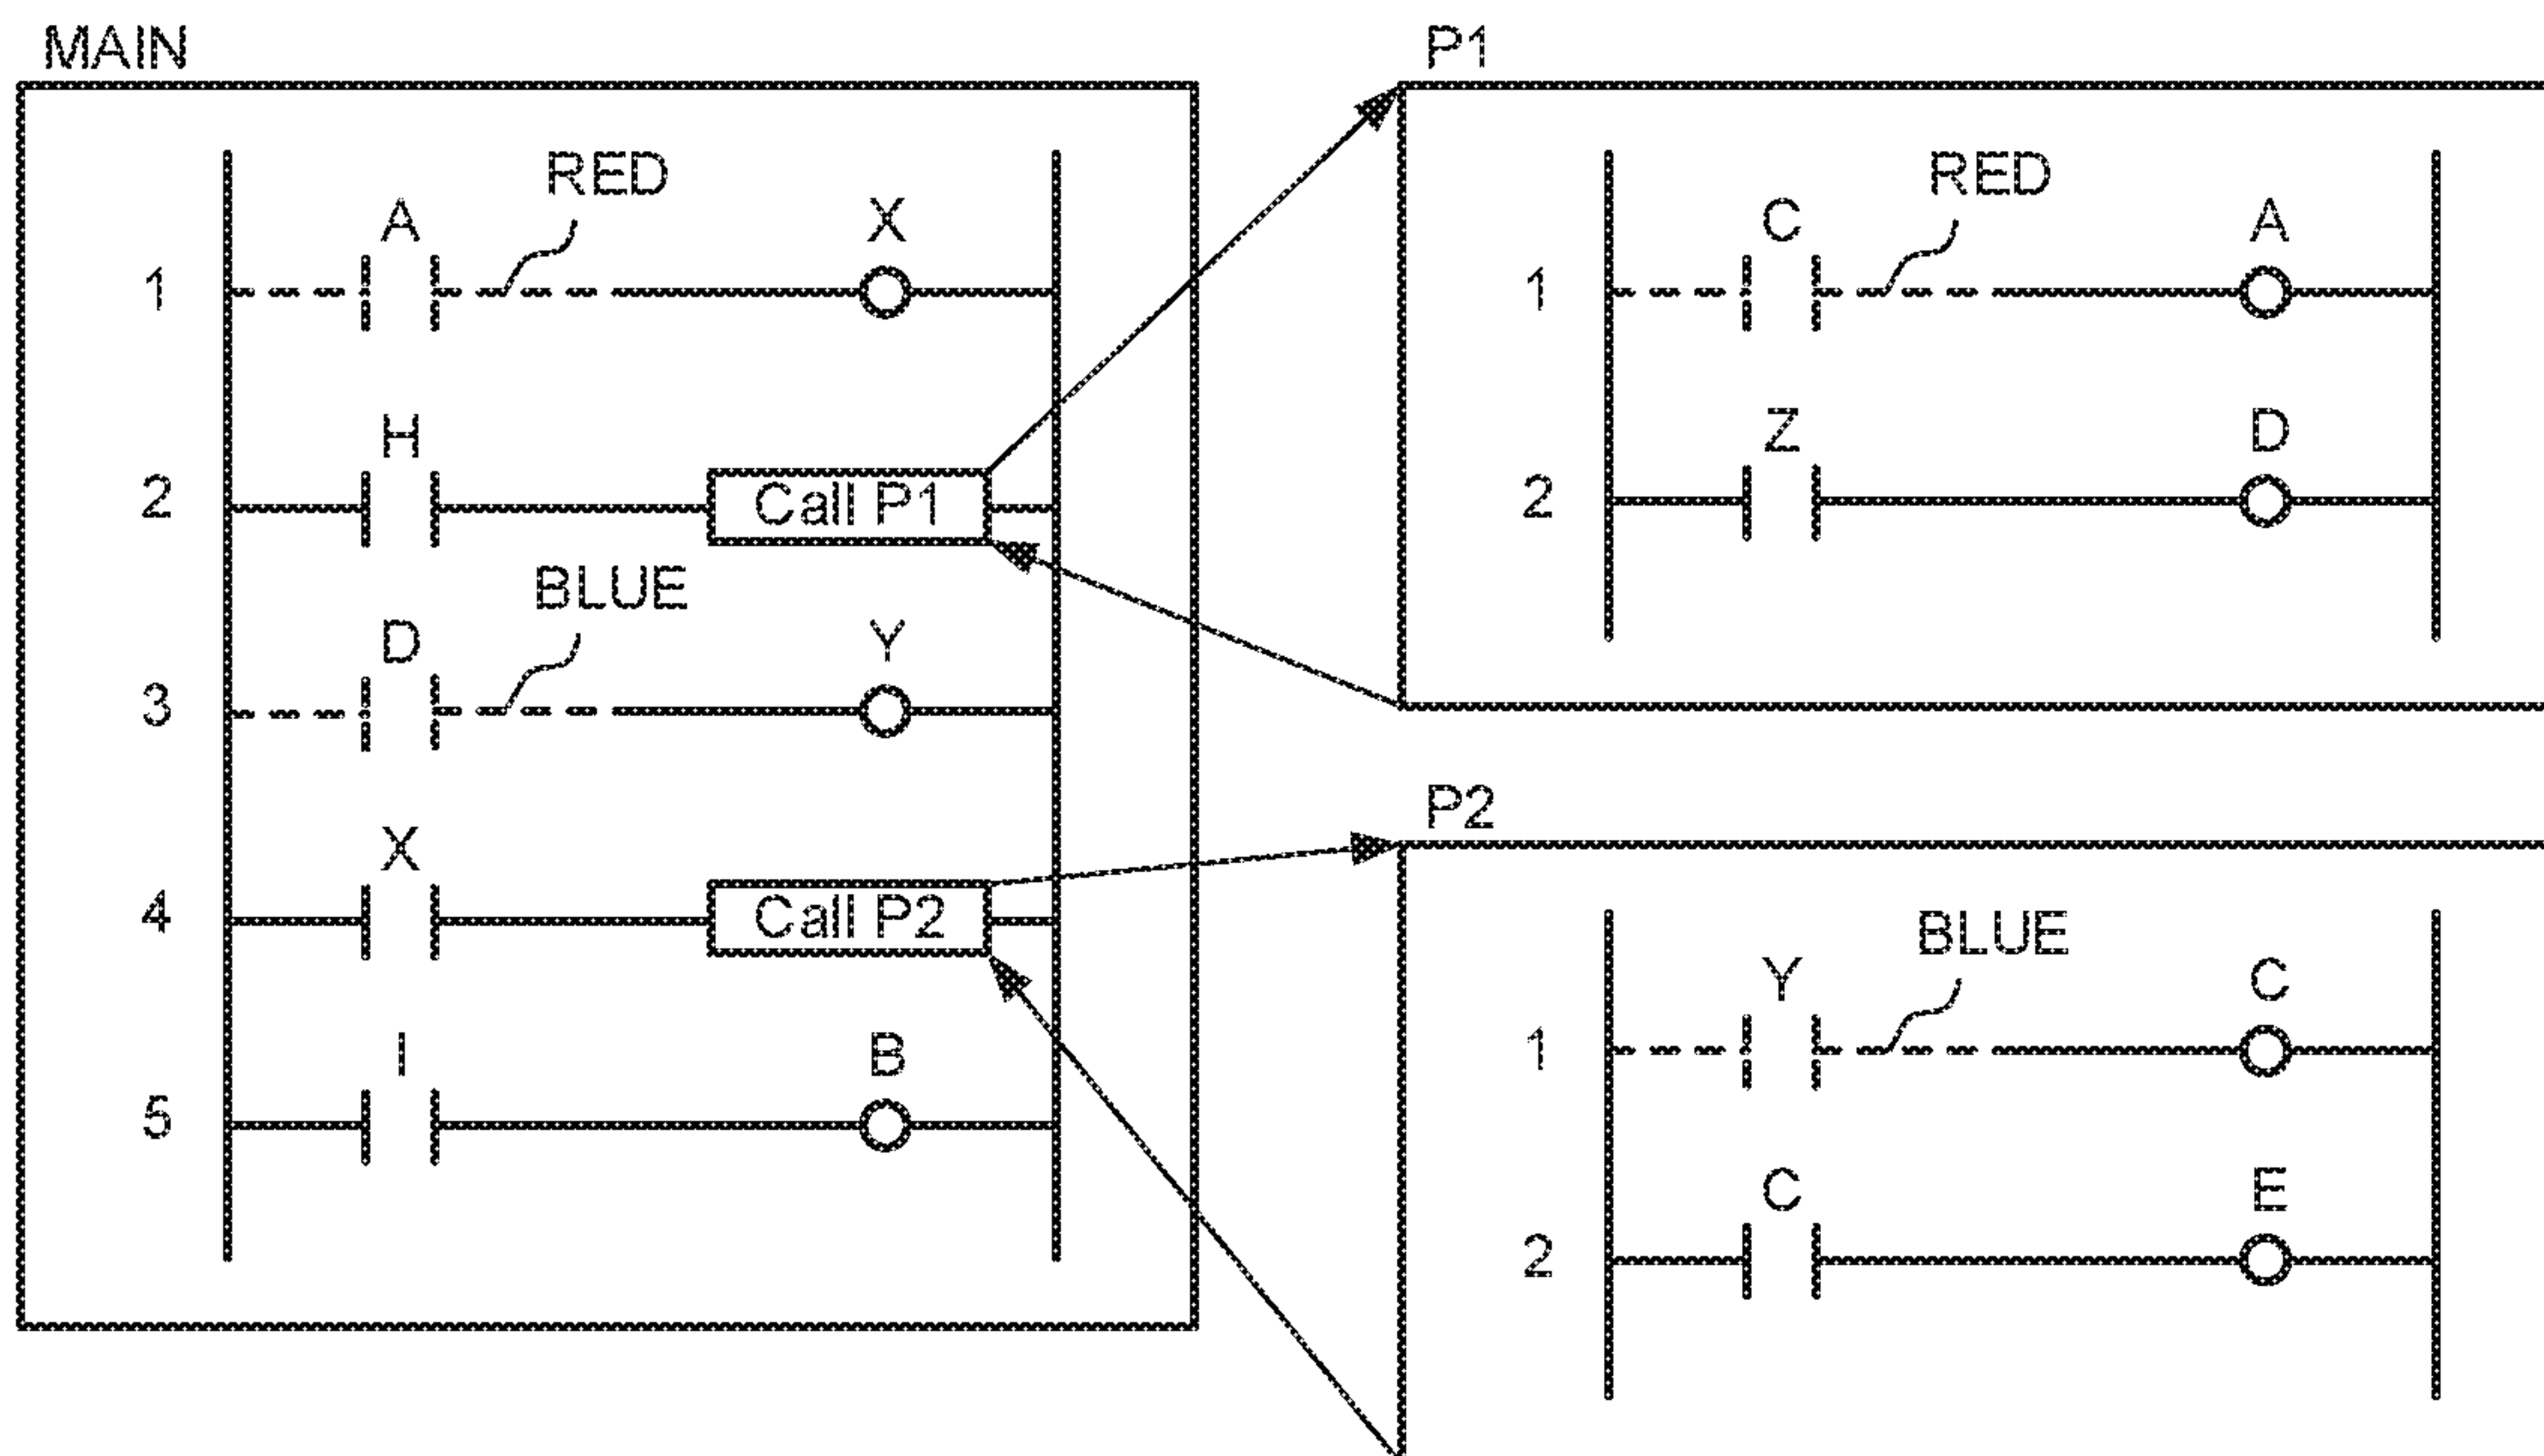 MAIN
RED
A X
1
H
2 Call P1
BLUE
D Y
3
X
4 Call P2
I B
5
P1
RED
C A
1
Z D
2
P2
BLUE
Y C
1
C E
2